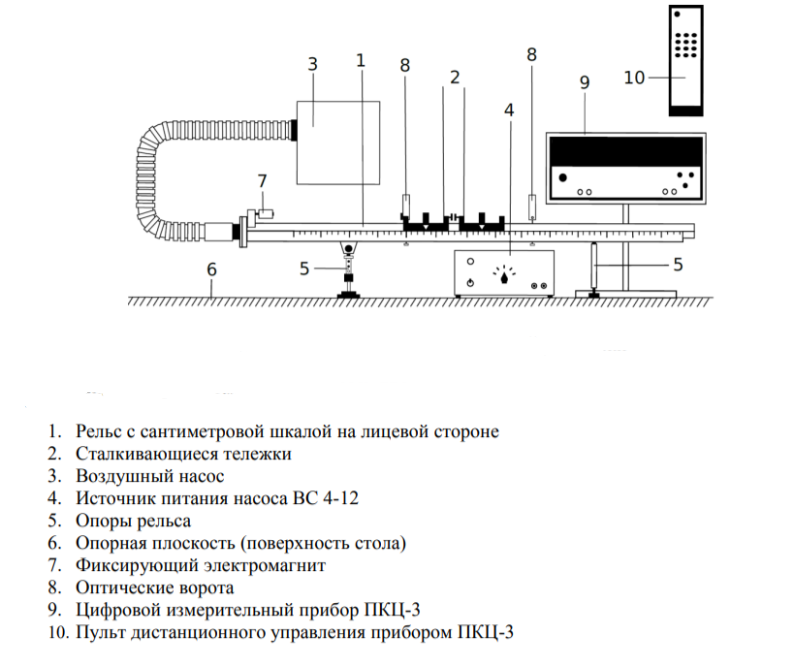 3 1 8 2 8 9 10
4
7
6 5 5
1. Рельс с сантиметровой шкалой на лицевой стороне
2. Сталкивающиеся тележки
3. Воздушный насос
4. Источник питания насоса ВС 4-12
5. Опоры рельса
6. Опорная плоскость (поверхность стола)
7. Фиксирующий электромагнит
8. Оптические ворота
9. Цифровой измерительный прибор ПКЦ-3
10. Пульт дистанционного управления прибором ПКЦ-3